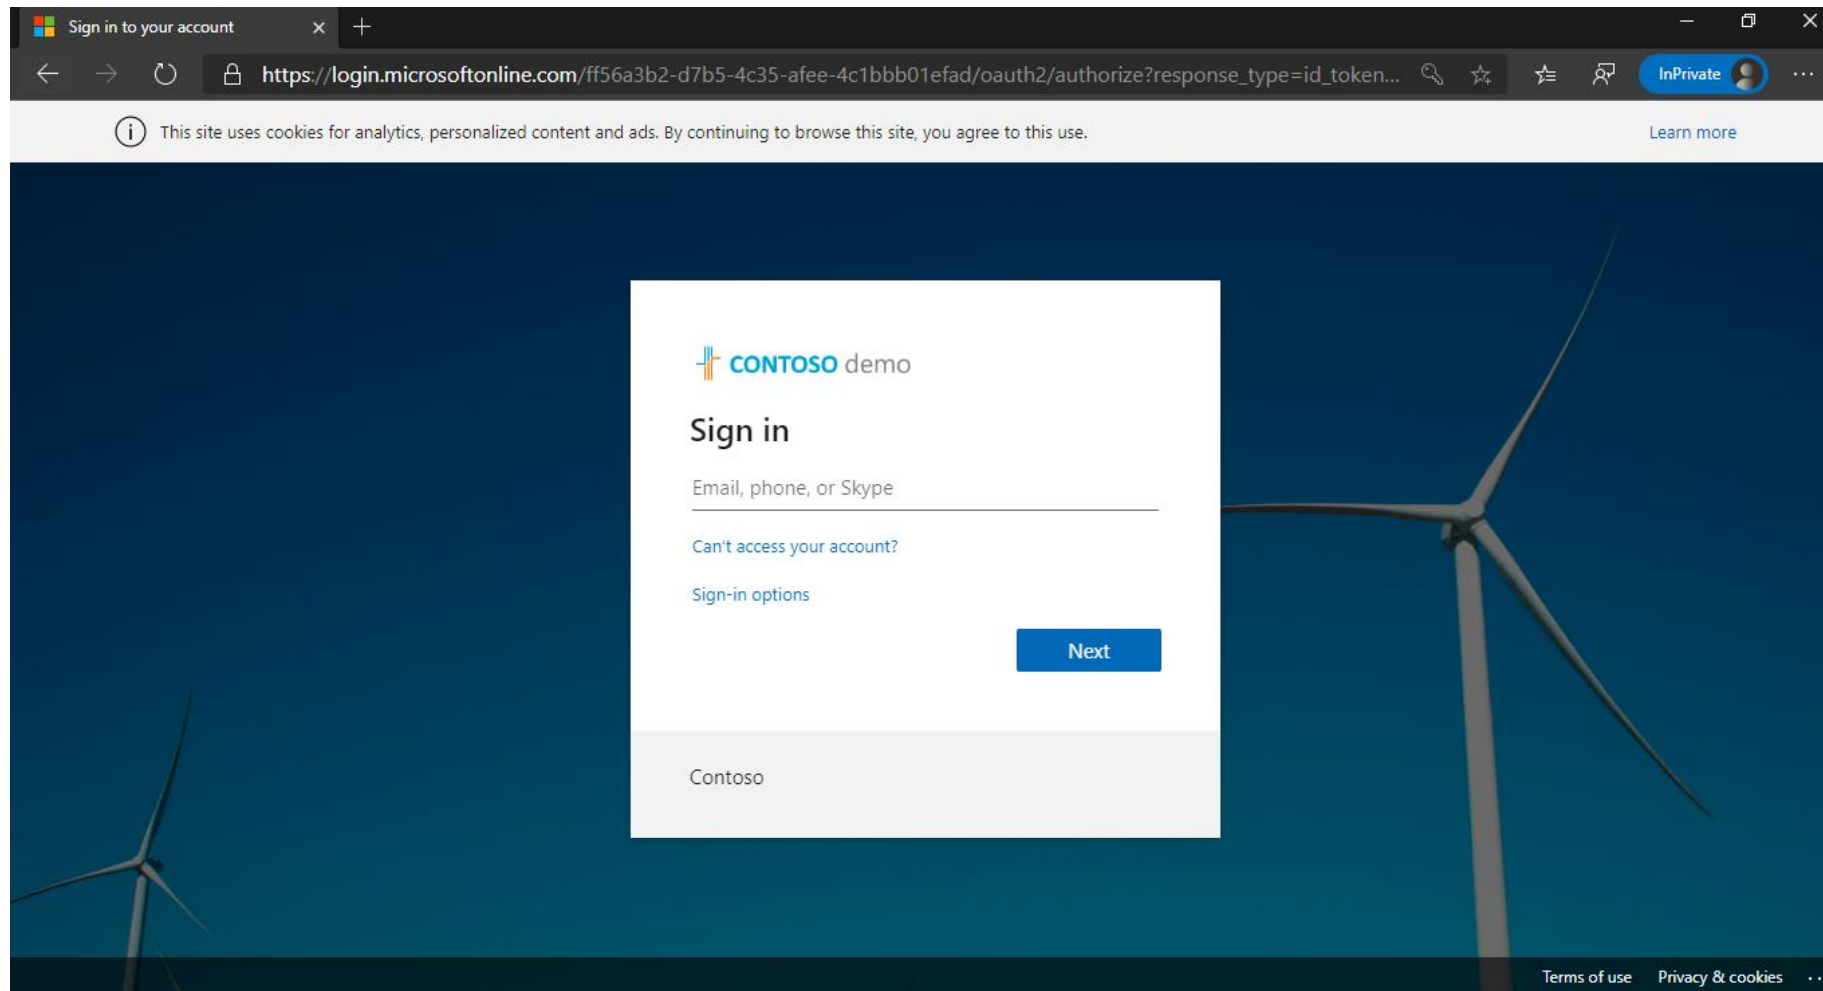 Sign in to your account
https://login.microsoftonline.com/ff56a3b2-d7b5-4c35-afee-4c1bbb01efad/oauth2/authorize?response_type=id_token... InPrivate
This site uses cookies for analytics, personalized content and ads. By continuing to browse this site, you agree to this use. Learn more
CONTOSO demo
Sign in
Email, phone, or Skype
Can't access your account?
Sign-in options
Next
Contoso
Terms of use Privacy & cookies